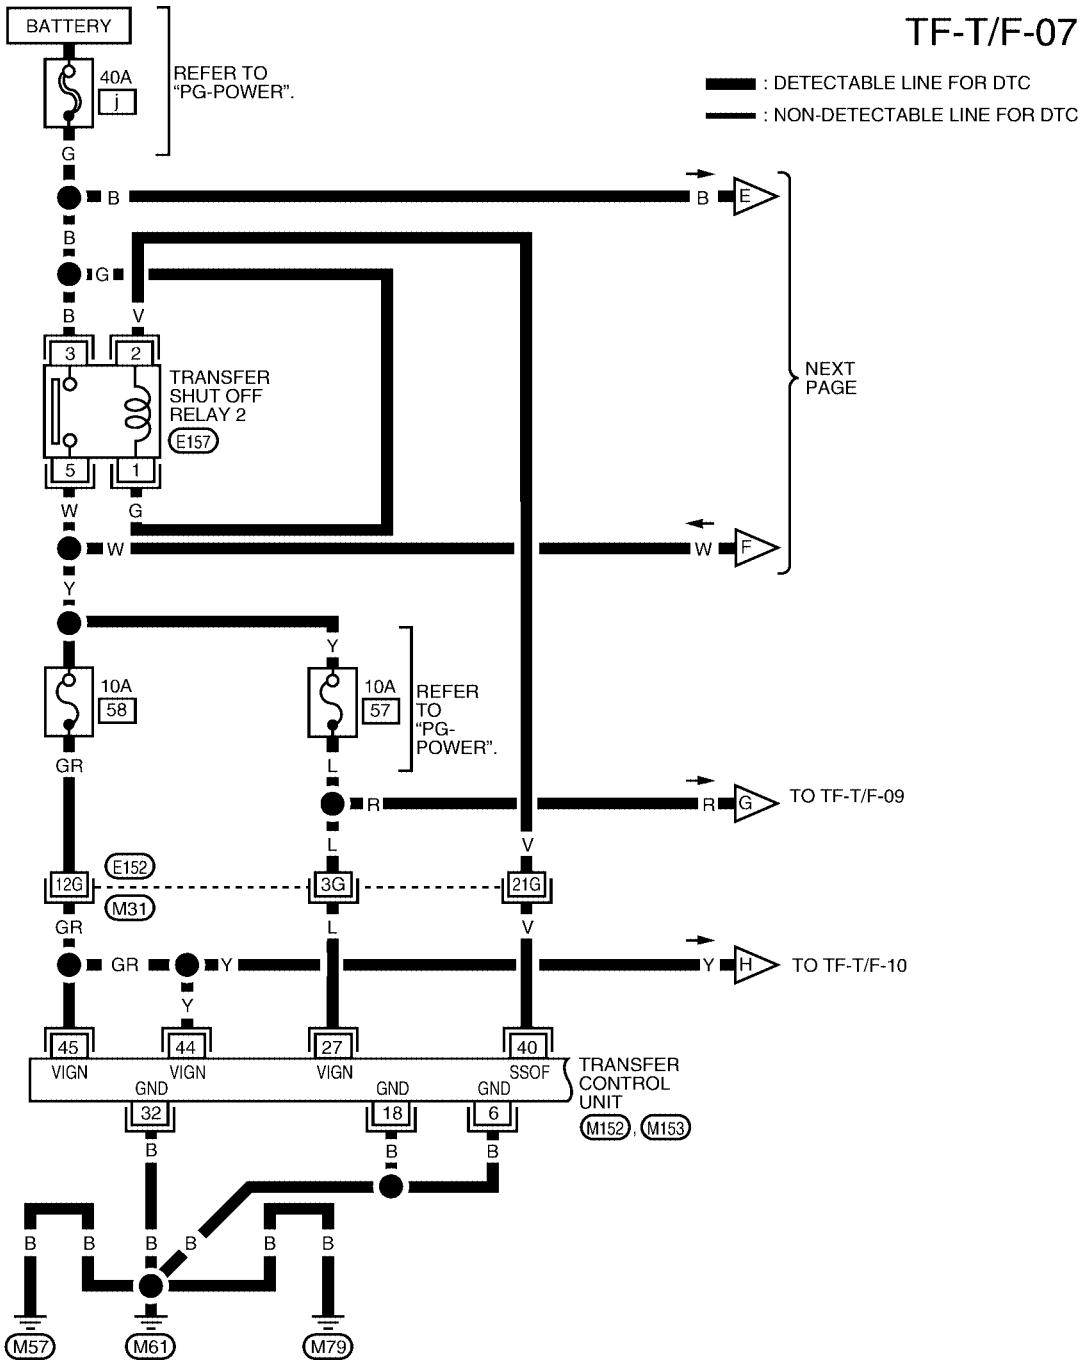 TF-T/F-07
BATTERY
40A
j
REFER TO
“PG-POWER”.
: DETECTABLE LINE FOR DTC
: NON-DETECTABLE LINE FOR DTC
G
B
B
E
B
G
B
V
3
2
TRANSFER
SHUT OFF
RELAY 2
E157
NEXT
PAGE
5
1
W
G
W
W
F
Y
Y
10A
58
10A
57
REFER
TO
“PG-
POWER”.
GR
L
R
R
G
TO TF-T/F-09
L
V
E152
12G
3G
21G
M31
GR
L
V
GR
Y
Y
H
TO TF-T/F-10
Y
45
44
27
40
VIGN
VIGN
VIGN
SSOF
TRANSFER
CONTROL
UNIT
GND
GND
GND
32
18
6
M152 , M153
B
B
B
B
B
B
B
B
B
M57
M61
M79